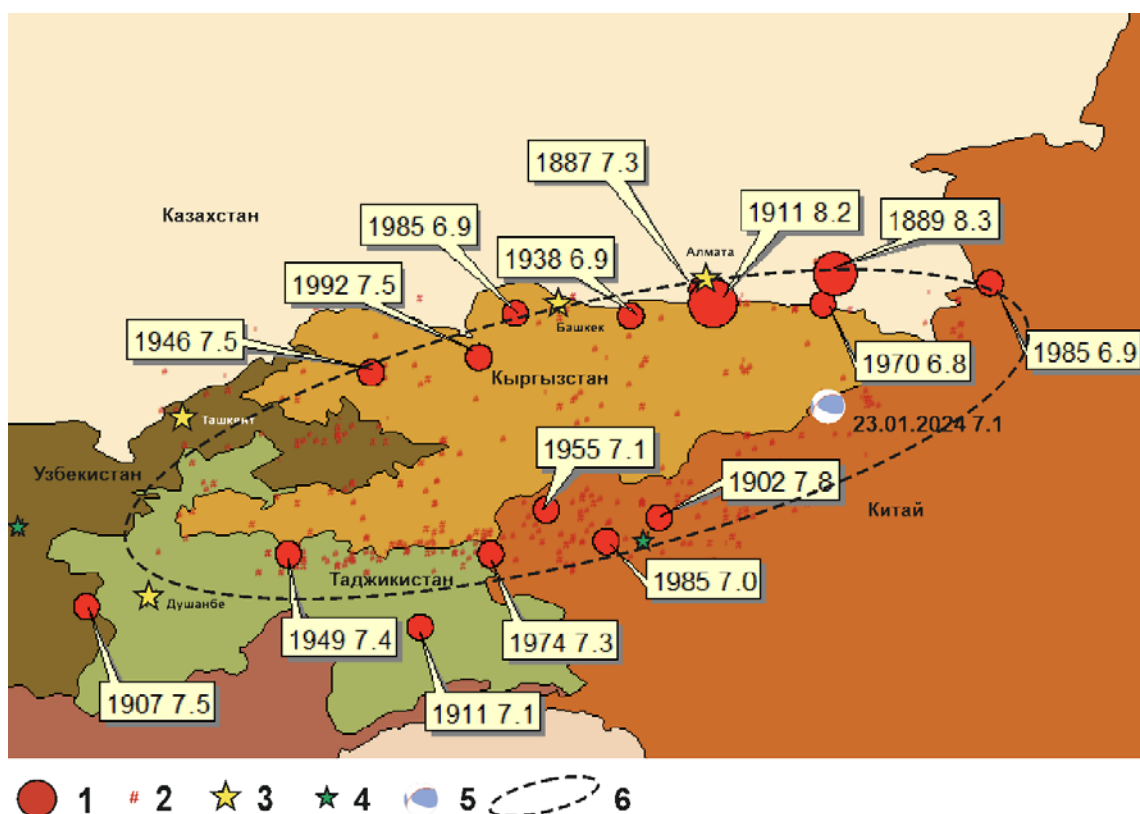 1887 7.3
Казахстан
1911 8.2
1889 8.3
1985 6.9
1938 6.9
Алмата
1992 7.5
Башкек
1946 7.5
Кыргызстан
1970 6.8
1985 6.9
Ташкент
23.01.2024 7.1
1955 7.1
Узбекистан
1902 7.8
Китай
Таджикистан
1985 7.0
Душанбе
1949 7.4
1974 7.3
1907 7.5
1911 7.1
1 2 3 4 5 6